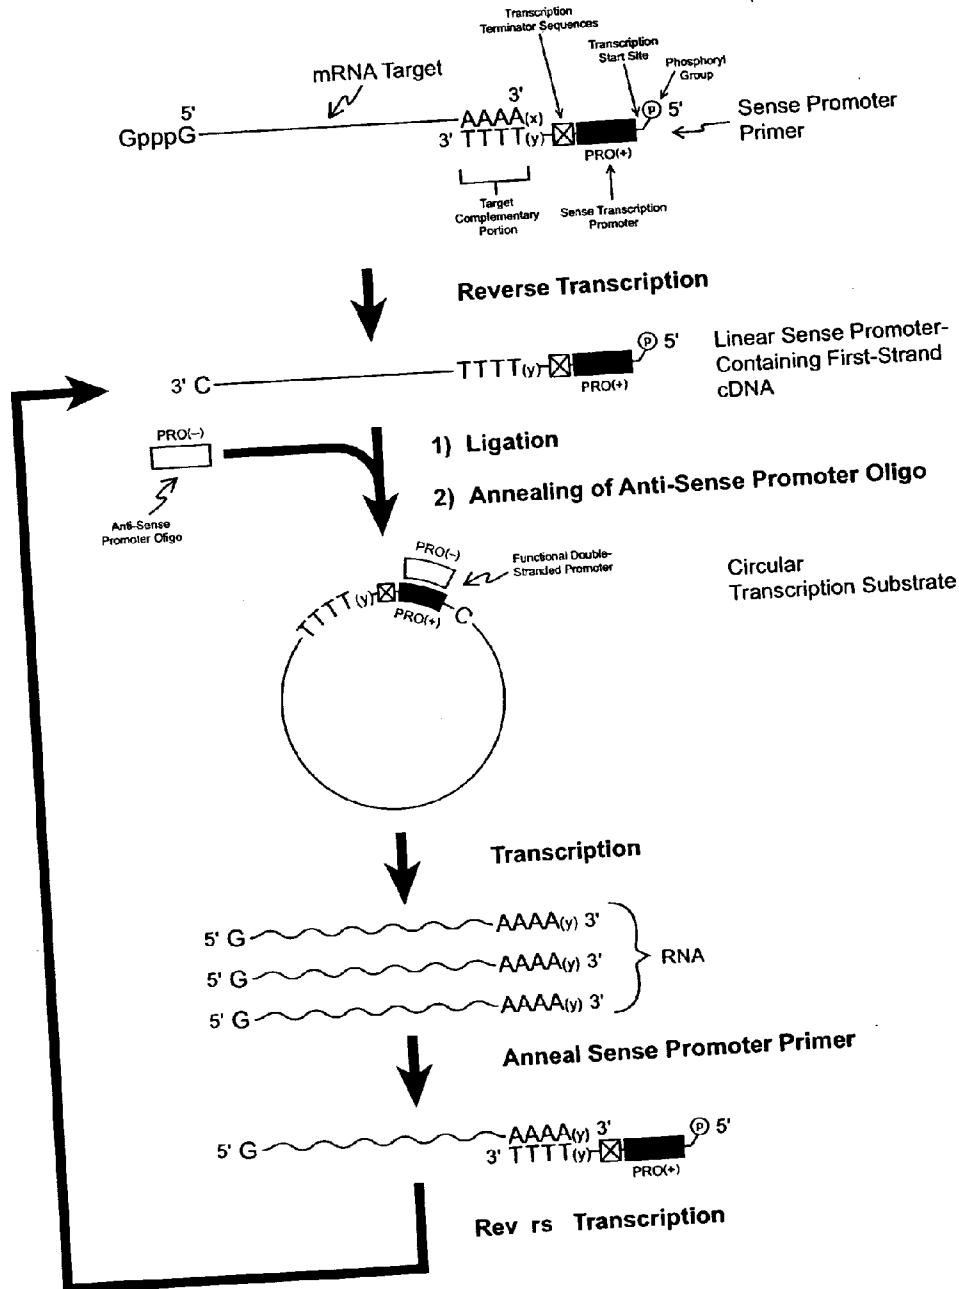 Transcription
Terminator Sequences
Transcription
Start Site
Phosphoryl
Group
mRNA Target
5'
GpppG
3'
AAAA(x)
3' TTTT(y)
P 5'
PRO(+)
Sense Promoter
Primer
Target
Complementary
Portion
Sense Transcription
Promoter
Reverse Transcription
3' C
TTTT(y)
PRO(+)
P 5'
Linear Sense Promoter-
Containing First-Strand
cDNA
PRO(–)
Anti-Sense
Promoter Oligo
1) Ligation
2) Annealing of Anti-Sense Promoter Oligo
PRO(–)
Functional Double-
Stranded Promoter
TTTT(y)
PRO(+)
C
Circular
Transcription Substrate
Transcription
5' G AAAA(y) 3'
5' G AAAA(y) 3'
5' G AAAA(y) 3'
RNA
Anneal Sense Promoter Primer
5' G AAAA(y) 3'
3' TTTT(y)
PRO(+)
P 5'
Rev rs Transcription